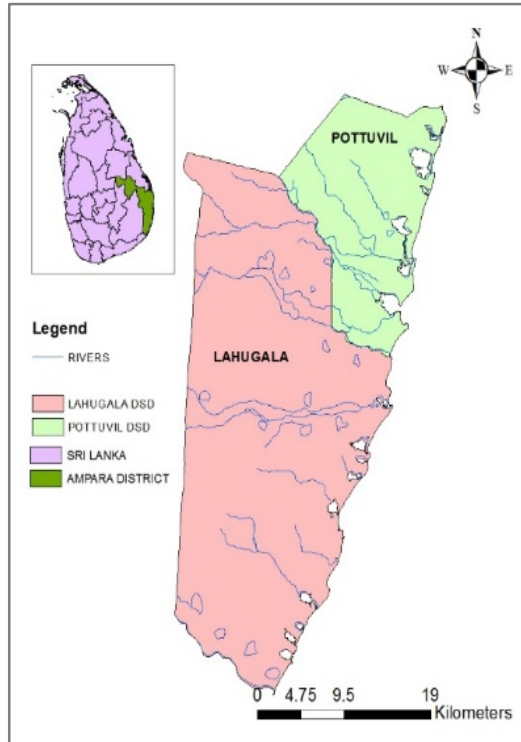 N
W E
S
POTTUVIL
LAHUGALA
Legend
RIVERS
LAHUGALA DSD
POTTUVIL DSD
SRI LANKA
AMPARA DISTRICT
0 4.75 9.5 19
Kilometers